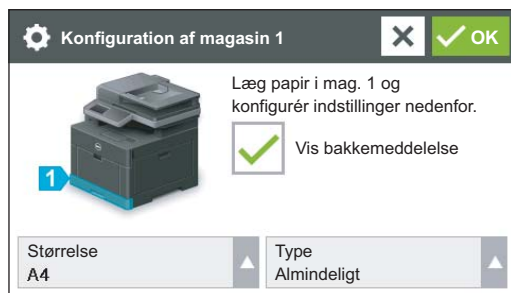 Konfiguration af magasin 1
OK
Læg papir i mag. 1 og
konfigurér indstillinger nedenfor.
Vis bakkemeddelelse
1
Størrelse
A4
Type
Almindeligt